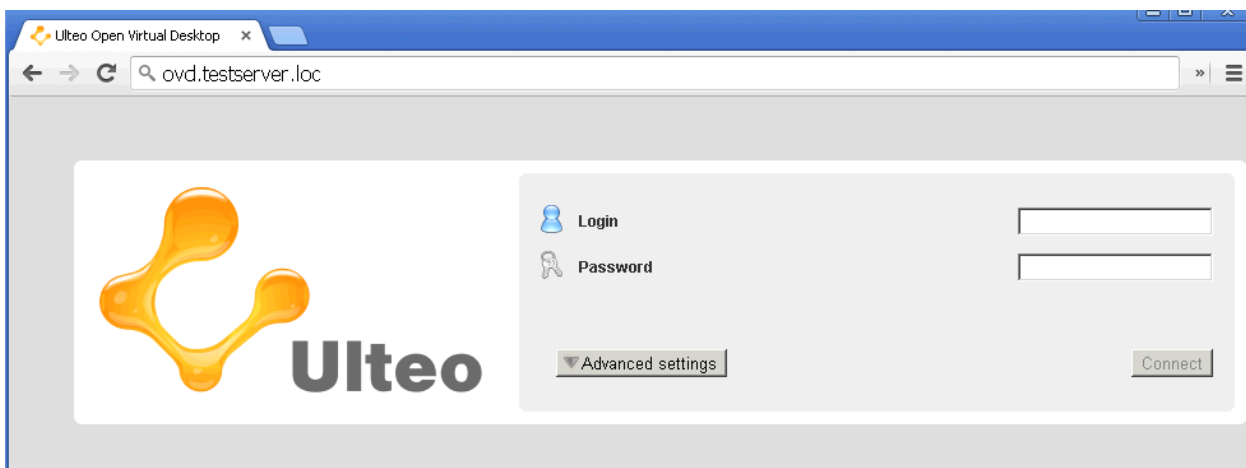 Ulteo Open Virtual Desktop
ovd.testserver.loc
Login
Password
Ulteo
Advanced settings
Connect